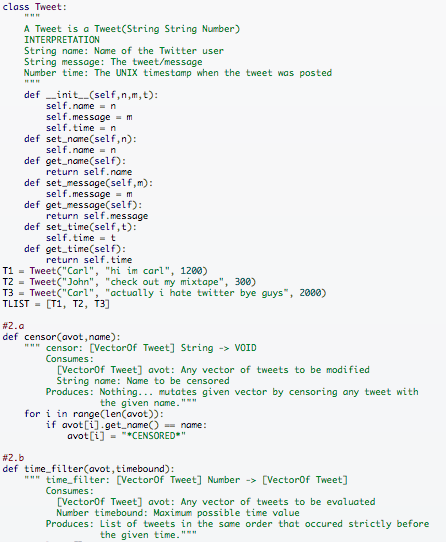 class Tweet:
    """
    A Tweet is a Tweet(String String Number)
    INTERPRETATION
    String name: Name of the Twitter user
    String message: The tweet/message
    Number time: The UNIX timestamp when the tweet was posted
    """
    def __init__(self,n,m,t):
        self.name = n
        self.message = m
        self.time = n
    def set_name(self,n):
        self.name = n
    def get_name(self):
        return self.name
    def set_message(self,m):
        self.message = m
    def get_message(self):
        return self.message
    def set_time(self,t):
        self.time = t
    def get_time(self):
        return self.time
T1 = Tweet("Carl", "hi im carl", 1200)
T2 = Tweet("John", "check out my mixtape", 300)
T3 = Tweet("Carl", "actually i hate twitter bye guys", 2000)
TLIST = [T1, T2, T3]

#2.a
def censor(avot,name):
    """ censor: [VectorOf Tweet] String -> VOID
        Consumes:
          [VectorOf Tweet] avot: Any vector of tweets to be modified
          String name: Name to be censored
        Produces: Nothing... mutates given vector by censoring any tweet with
                  the given name."""
    for i in range(len(avot)):
        if avot[i].get_name() == name:
            avot[i] = "*CENSORED*"

#2.b
def time_filter(avot,timebound):
    """ time_filter: [VectorOf Tweet] Number -> [VectorOf Tweet]
        Consumes:
          [VectorOf Tweet] avot: Any vector of tweets to be evaluated
          Number timebound: Maximum possible time value
        Produces: List of tweets in the same order that occured strictly before
                  the given time."""